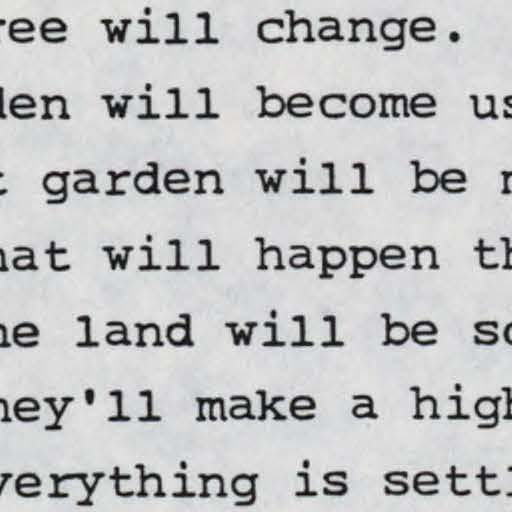 ree will change.
den will become us
t garden will be n
hat will happen th
he land will be so
hey'll make a high
verything is settl